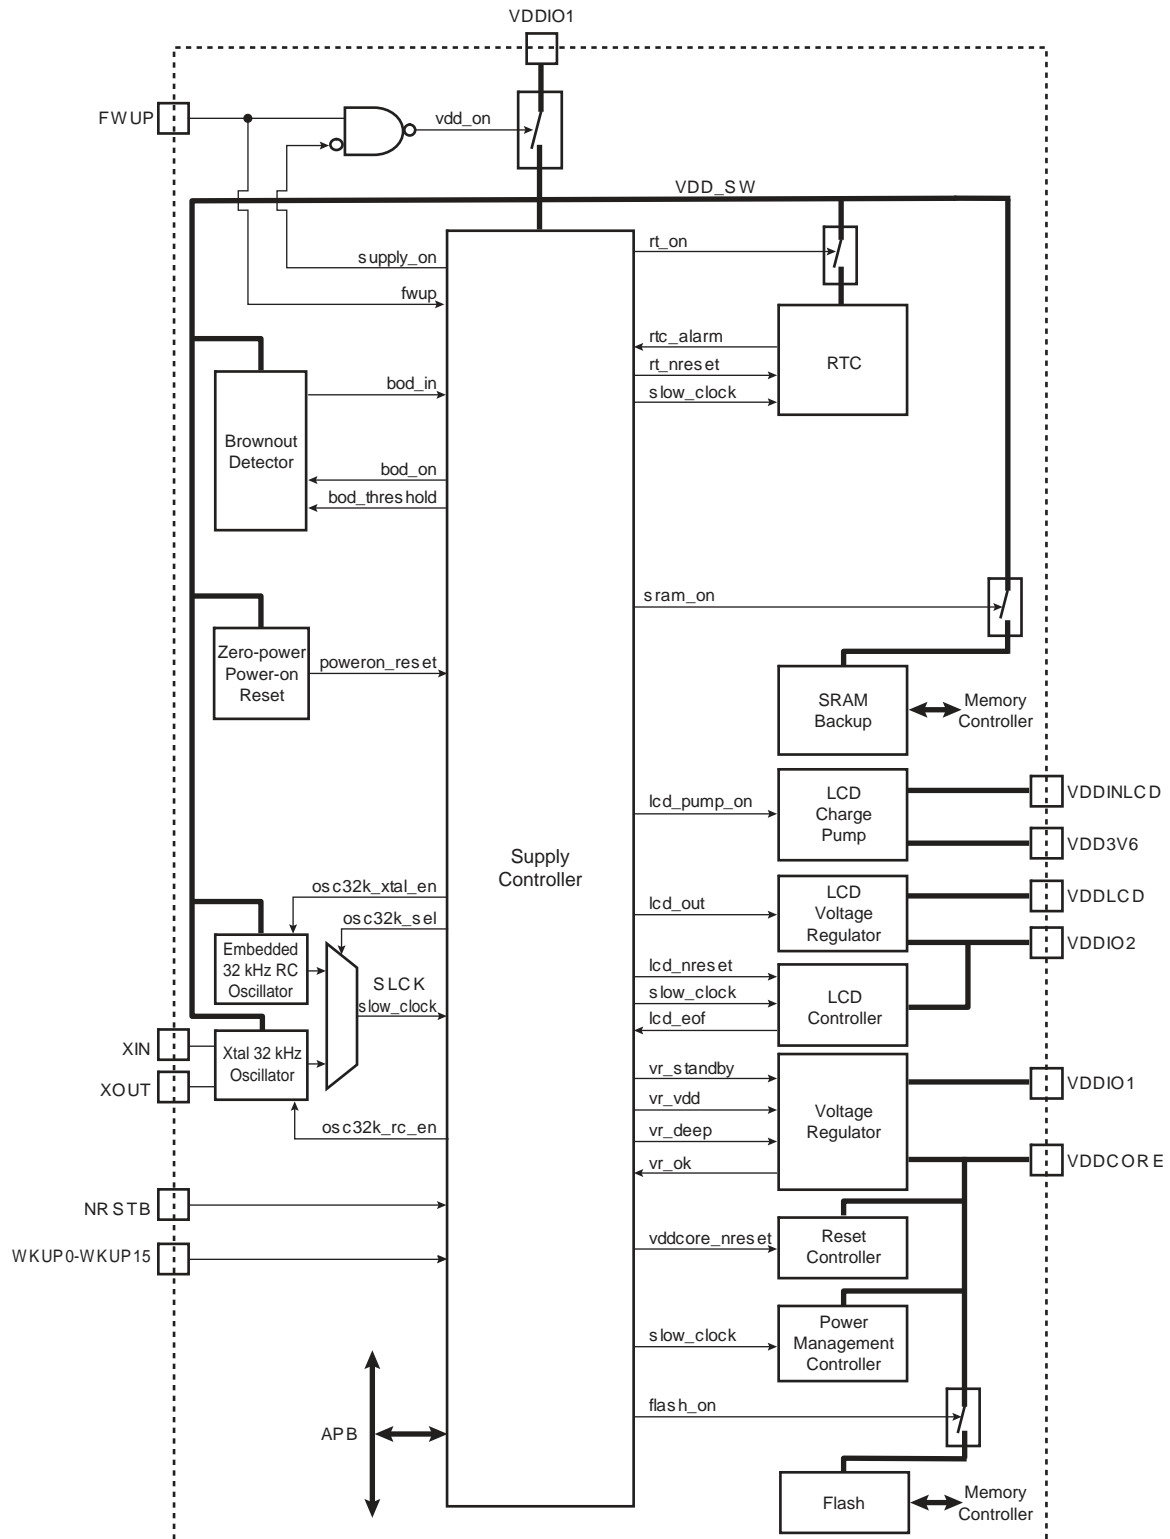 VDDIO1
FWUP
vdd_on
VDD_SW
rt_on
supply_on
fwup
rtc_alarm
rt_nreset
slow_clock
RTC
bod_in
Brownout
Detector
bod_on
bod_threshold
sram_on
Zero-power
Power-on
Reset
poweron_reset
SRAM
Backup
Memory
Controller
lcd_pump_on
LCD
Charge
Pump
VDDINLCD
VDD3V6
Supply
Controller
osc32k_xtal_en
osc32k_sel
lcd_out
LCD
Voltage
Regulator
VDDLCD
VDDIO2
Embedded
32 kHz RC
Oscillator
SLCK
slow_clock
lcd_nreset
slow_clock
lcd_eof
LCD
Controller
XIN
XOUT
Xtal 32 kHz
Oscillator
osc32k_rc_en
vr_standby
vr_vdd
vr_deep
vr_ok
Voltage
Regulator
VDDIO1
VDDCORE
NRSTB
WKUP0-WKUP15
vddcore_nreset
Reset
Controller
slow_clock
Power
Management
Controller
flash_on
APB
Flash
Memory
Controller